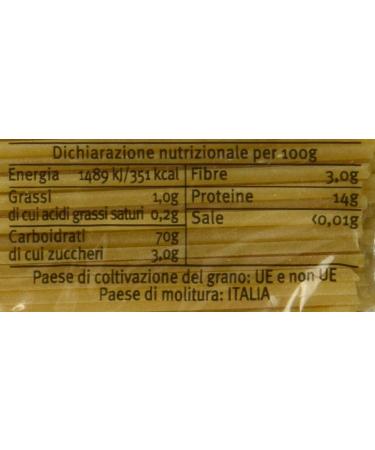 Dichiarazione nutrizionale per 100g
Energia 1489 kJ/351 kcal
Grassi 1,0g
di cui acidi grassi saturi 0,2g
Carboidrati 70g
di cui zuccheri 3,0g
Fibre 3,0g
Proteine 14g
Sale <0,01g
Paese di coltivazione del grano: UE e non UE
Paese di molitura: ITALIA